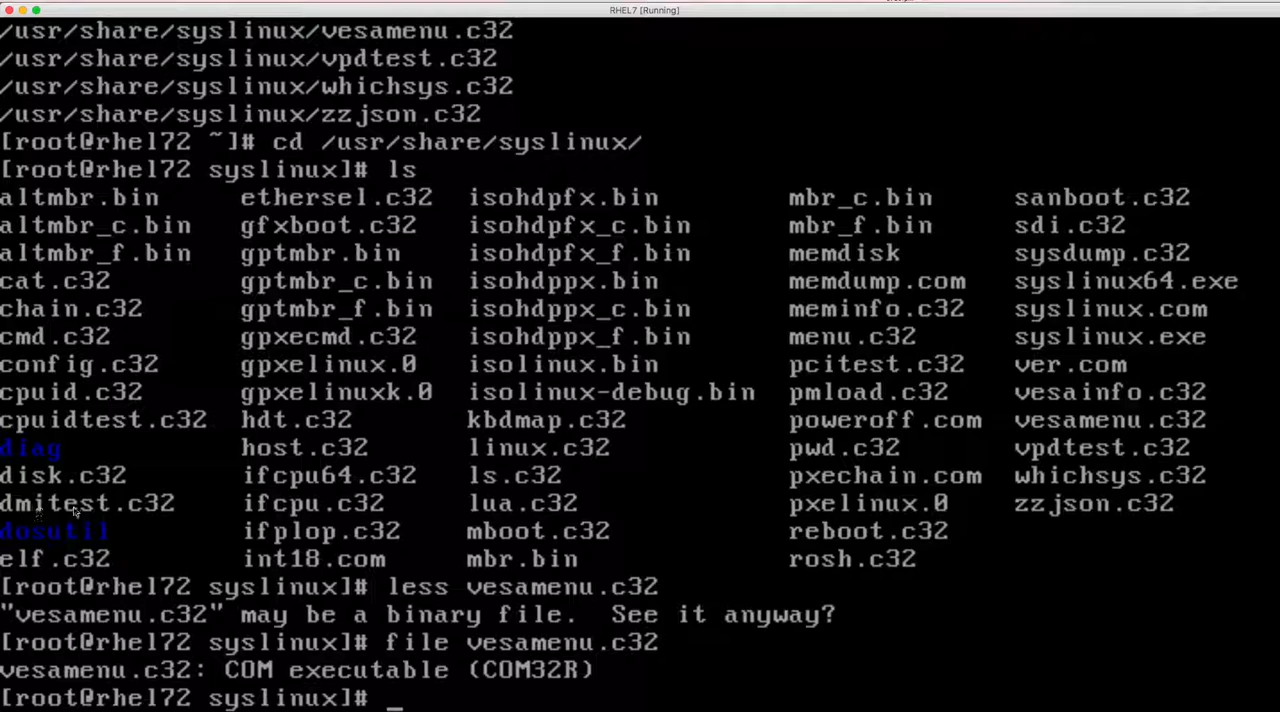 RHEL7 [Running]
/usr/share/syslinux/vesamenu.c32
/usr/share/syslinux/vpdtest.c32
/usr/share/syslinux/whichsys.c32
/usr/share/syslinux/zzjson.c32
[root@rhel72 ~]# cd /usr/share/syslinux/
[root@rhel72 syslinux]# ls
altmbr.bin ethersel.c32 isohdpfx.bin mbr_c.bin sanboot.c32
altmbr_c.bin gfxboot.c32 isohdpfx_c.bin mbr_f.bin sdi.c32
altmbr_f.bin gptmbr.bin isohdpfx_f.bin memdisk sysdump.c32
cat.c32 gptmbr_c.bin isohdppx.bin memdump.com syslinux64.exe
chain.c32 gptmbr_f.bin isohdppx_c.bin meminfo.c32 syslinux.com
cmd.c32 gpxecmd.c32 isohdppx_f.bin menu.c32 syslinux.exe
config.c32 gpxelinux.0 isolinux.bin pcitest.c32 ver.com
cpuid.c32 gpxelinuxk.0 isolinux-debug.bin pmload.c32 vesainfo.c32
cpuidtest.c32 hdt.c32 kbdmap.c32 poweroff.com vesamenu.c32
diag host.c32 linux.c32 pwd.c32 vpdtest.c32
disk.c32 ifcpu64.c32 ls.c32 pxechain.com whichsys.c32
dmitest.c32 ifcpu.c32 lua.c32 pxelinux.0 zzjson.c32
dosutil ifplop.c32 mboot.c32 reboot.c32
elf.c32 int18.com mbr.bin rosh.c32
[root@rhel72 syslinux]# less vesamenu.c32
"vesamenu.c32" may be a binary file.  See it anyway?
[root@rhel72 syslinux]# file vesamenu.c32
vesamenu.c32: COM executable (COM32R)
[root@rhel72 syslinux]# _